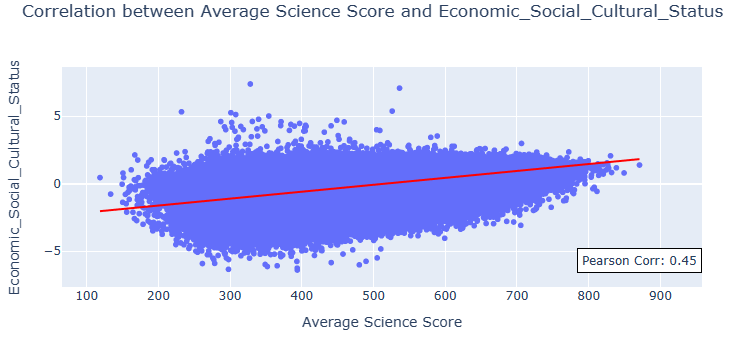 Correlation between Average Science Score and Economic_Social_Cultural_Status
Economic_Social_Cultural_Status
5
0
−5
Pearson Corr: 0.45
100 200 300 400 500 600 700 800 900
Average Science Score